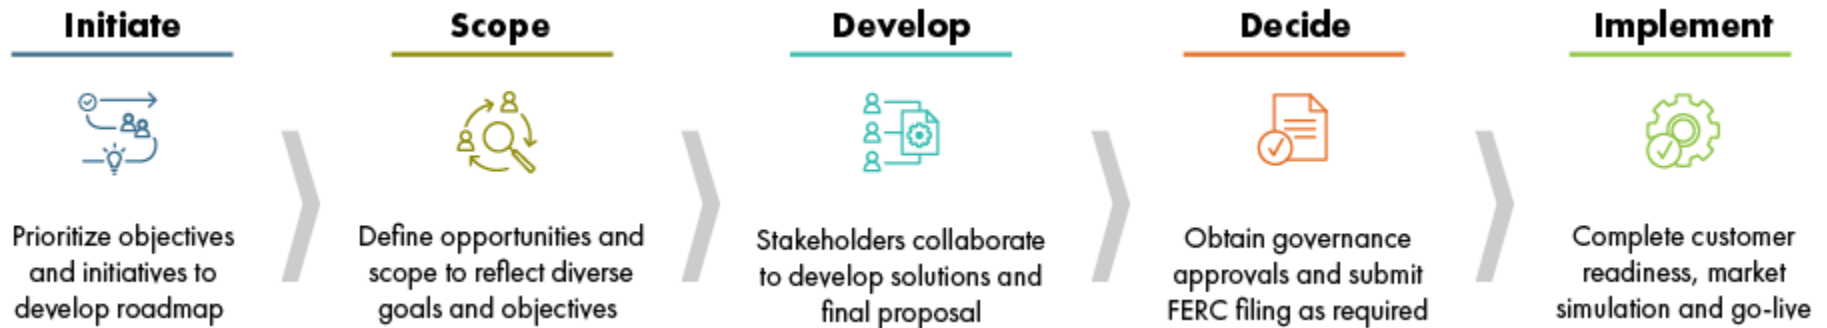 Initiate
Prioritize objectives
and initiatives to
develop roadmap
Scope
Define opportunities and
scope to reflect diverse
goals and objectives
Develop
Stakeholders collaborate
to develop solutions and
final proposal
Decide
Obtain governance
approvals and submit
FERC filing as required
Implement
Complete customer
readiness, market
simulation and go-live